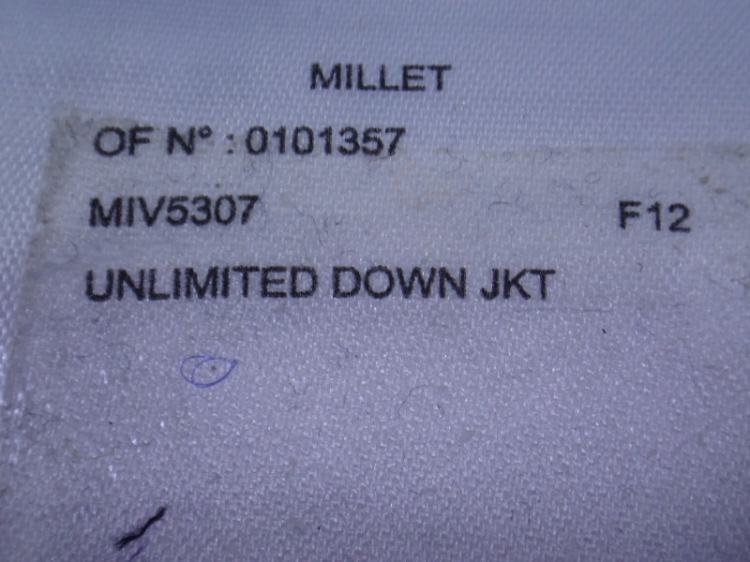 MILLET
OF N° : 0101357
MIV5307 F12
UNLIMITED DOWN JKT